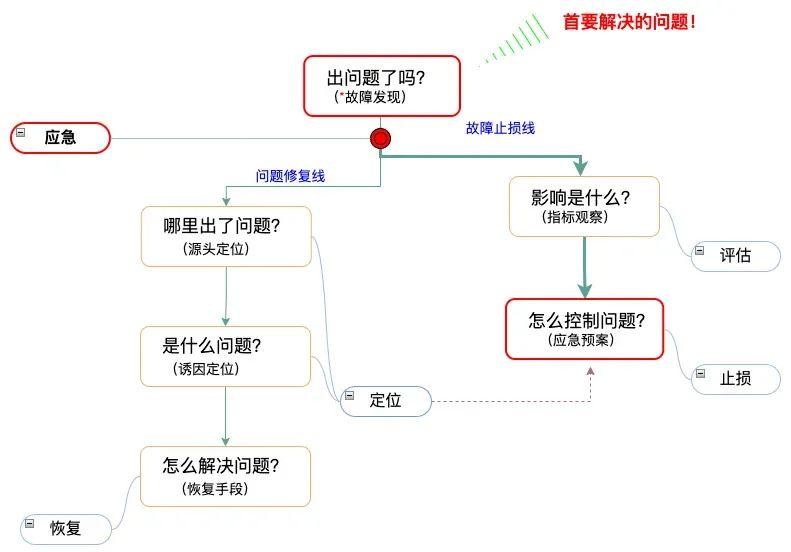 首要解决的问题！
出问题了吗？
（*故障发现）
应急
故障止损线
问题修复线
影响是什么？
（指标观察）
哪里出了问题？
（源头定位）
评估
怎么控制问题？
（应急预案）
是什么问题？
（诱因定位）
止损
定位
怎么解决问题？
（恢复手段）
恢复